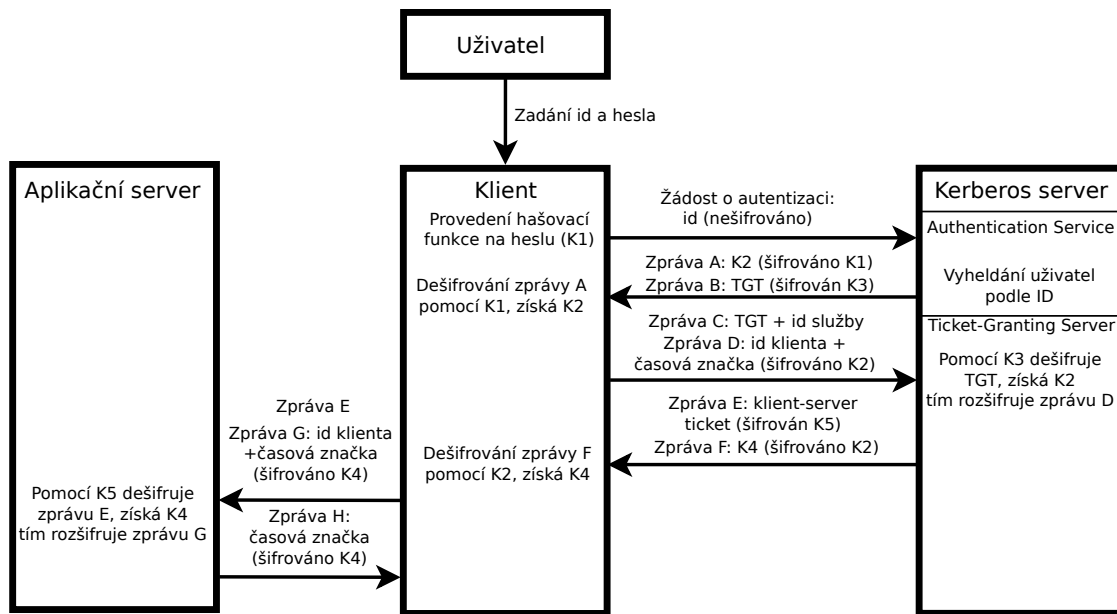 Uživatel
Zadání id a hesla
Aplikační server
Klient
Kerberos server
Provedení hašovací
funkce na heslu (K1)
Žádost o autentizaci:
id (nešifrováno)
Authentication Service
Zpráva A: K2 (šifrováno K1)
Zpráva B: TGT (šifrován K3)
Dešifrování zprávy A
pomocí K1, získá K2
Vyheldání uživatel
podle ID
Zpráva C: TGT + id služby
Zpráva D: id klienta +
časová značka (šifrováno K2)
Ticket-Granting Server
Pomocí K3 dešifruje
TGT, získá K2
tím rozšifruje zprávu D
Zpráva E: klient-server
ticket (šifrován K5)
Zpráva F: K4 (šifrováno K2)
Dešifrování zprávy F
pomocí K2, získá K4
Zpráva E
Zpráva G: id klienta
+časová značka
(šifrováno K4)
Pomocí K5 dešifruje
zprávu E, získá K4
tím rozšifruje zprávu G
Zpráva H:
časová značka
(šifrováno K4)